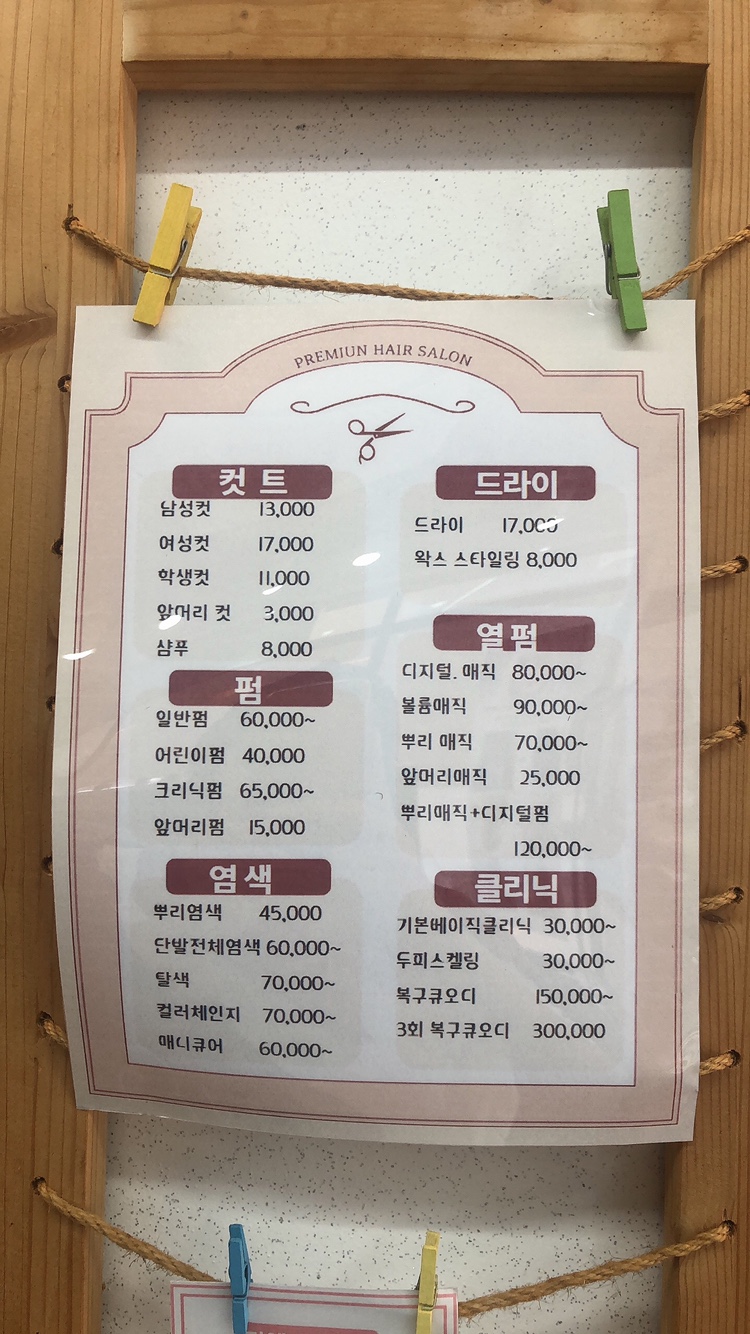 PREMIUN HAIR SALON
컷 트
남성컷 13,000
여성컷 17,000
학생컷 11,000
앞머리 컷 3,000
샴푸 8,000
펌
일반펌 60,000~
어린이펌 40,000
크리닉펌 65,000~
앞머리펌 15,000
염색
뿌리염색 45,000
단발전체염색 60,000~
탈색 70,000~
컬러체인지 70,000~
매니큐어 60,000~
드라이
드라이 17,000
왁스 스타일링 8,000
열펌
디지털. 매직 80,000~
볼륨매직 90,000~
뿌리 매직 70,000~
앞머리매직 25,000
뿌리매직+디지털펌
120,000~
클리닉
기본베이직클리닉 30,000~
두피스켈링 30,000~
복구큐오디 150,000~
3회 복구큐오디 300,000